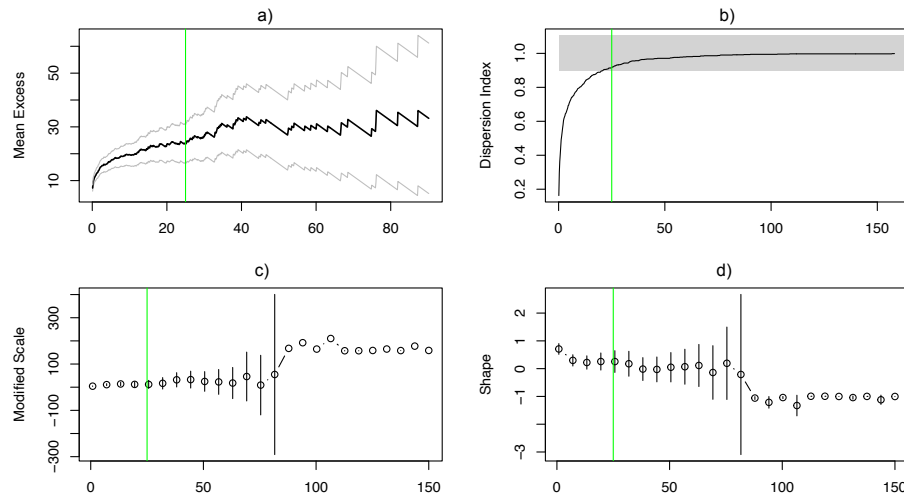 a)
Mean Excess
10
30
50
0 20 40 60 80
b)
Dispersion Index
0.2 0.4 0.6 0.8 1.0
0 50 100 150
c)
Modified Scale
-300 -100 100 300
0 50 100 150
d)
Shape
-3 -1 0 1 2
0 50 100 150